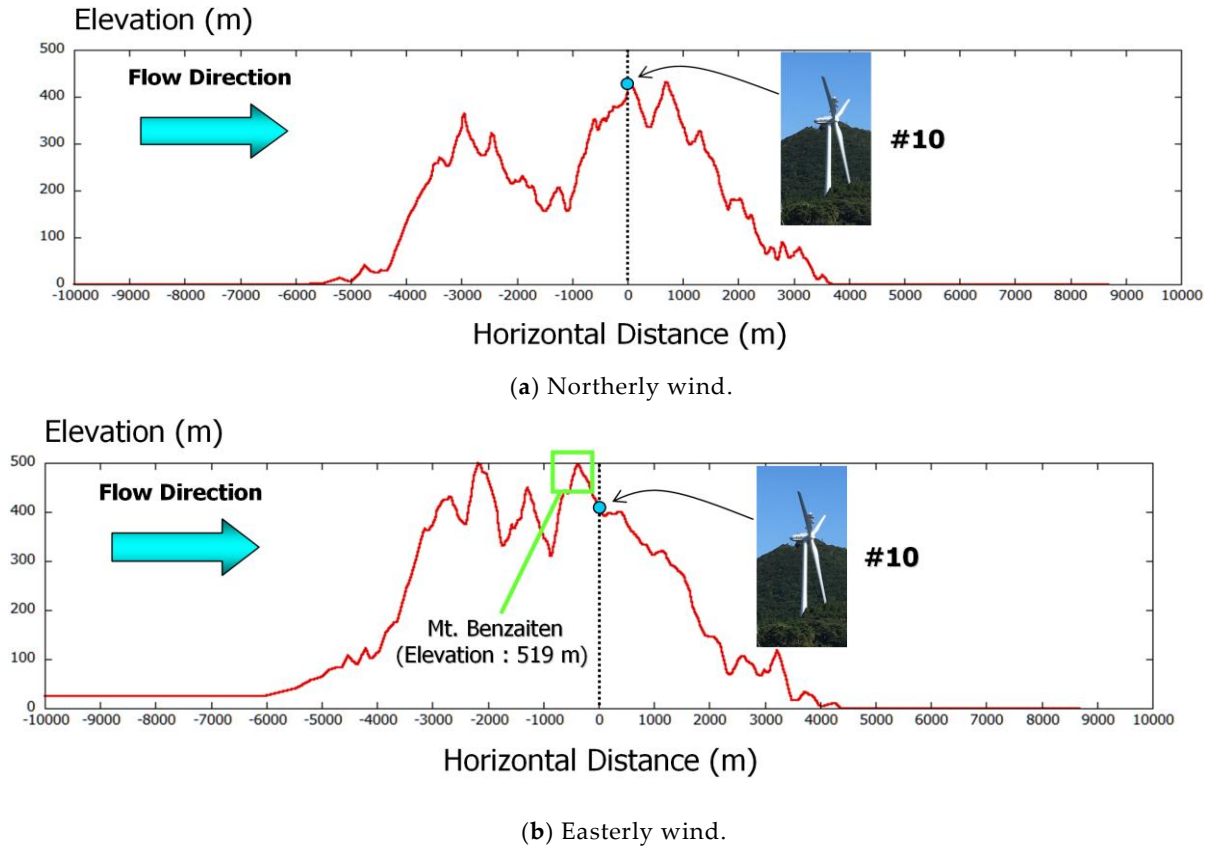 Elevation (m)
500
400
300
200
100
0
Flow Direction
#10
-10000 -9000 -8000 -7000 -6000 -5000 -4000 -3000 -2000 -1000 0 1000 2000 3000 4000 5000 6000 7000 8000 9000 10000
Horizontal Distance (m)
(a) Northerly wind.
Elevation (m)
500
400
300
200
100
0
Flow Direction
#10
Mt. Benzaiten
(Elevation : 519 m)
-10000 -9000 -8000 -7000 -6000 -5000 -4000 -3000 -2000 -1000 0 1000 2000 3000 4000 5000 6000 7000 8000 9000 10000
Horizontal Distance (m)
(b) Easterly wind.